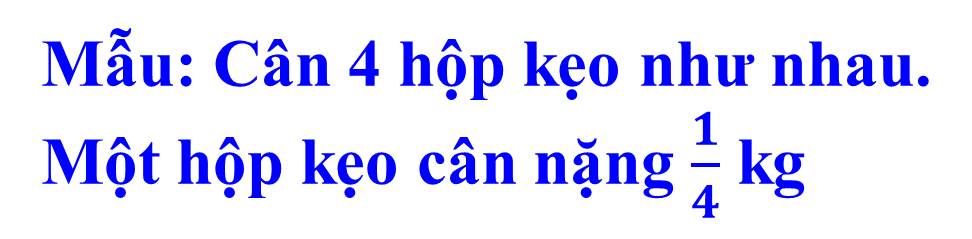 Mẫu: Cân 4 hộp kẹo như nhau.
Một hộp kẹo cân nặng 1/4 kg